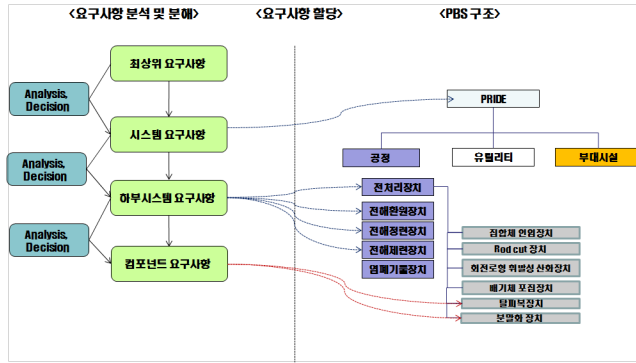 <요구사항 분석 및 분해>
<요구사항 할당>
<PBS 구조>
최상위 요구사항
Analysis,
Decision
시스템 요구사항
Analysis,
Decision
하부시스템 요구사항
Analysis,
Decision
컴포넌트 요구사항
PRIDE
공정
유틸리티
부대시설
전처리장치
전해환원장치
전해정련장치
전해제련장치
염폐기물장치
집합체 인험장치
Rod cut 장치
회전로형 휘발성 산화장치
배기체 포집장치
탈피복장치
분말화 장치